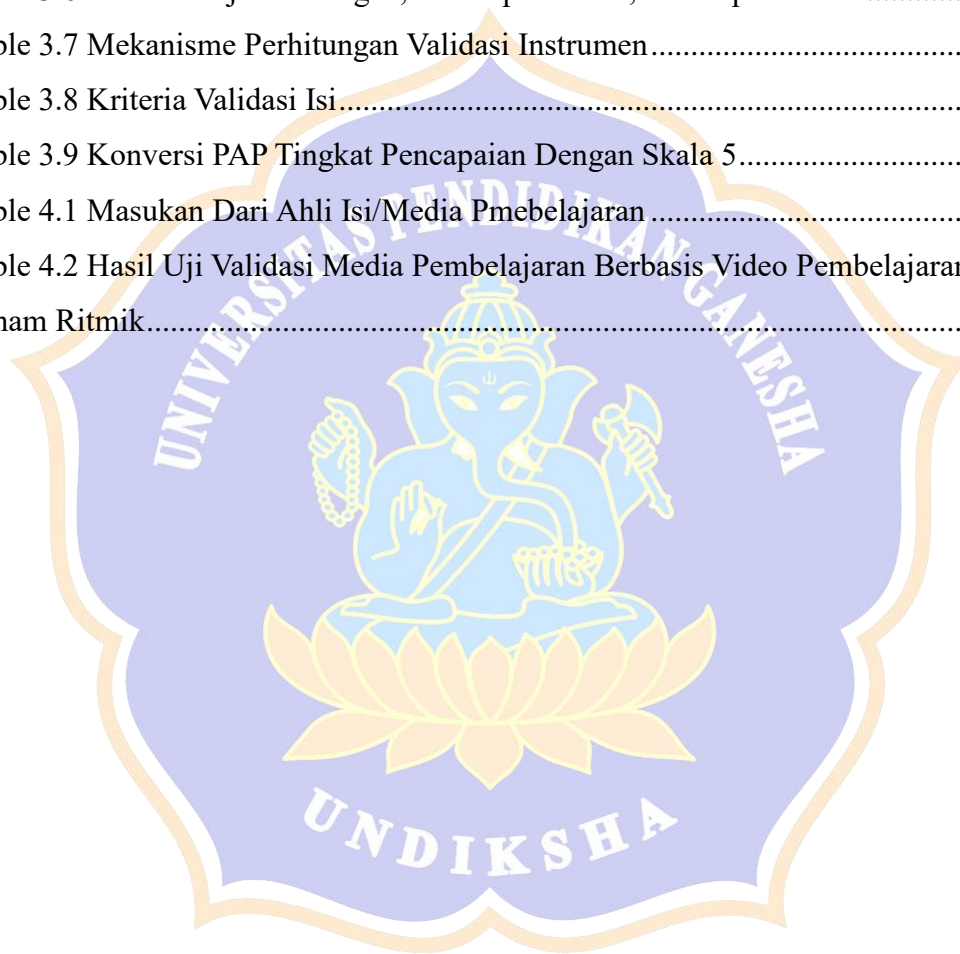 ble 3.7 Mekanisme Perhitungan Validasi Instrumen....................................
ble 3.8 Kriteria Validasi Isi........................................................................
ble 3.9 Konversi PAP Tingkat Pencapaian Dengan Skala 5..........................
ble 4.1 Masukan Dari Ahli Isi/Media Pmebelajaran....................................
ble 4.2 Hasil Uji Validasi Media Pembelajaran Berbasis Video Pembelajaran
nam Ritmik................................................................................................
UNIVERSITAS PENDIDIKAN GANESHA
UNDIKSHA